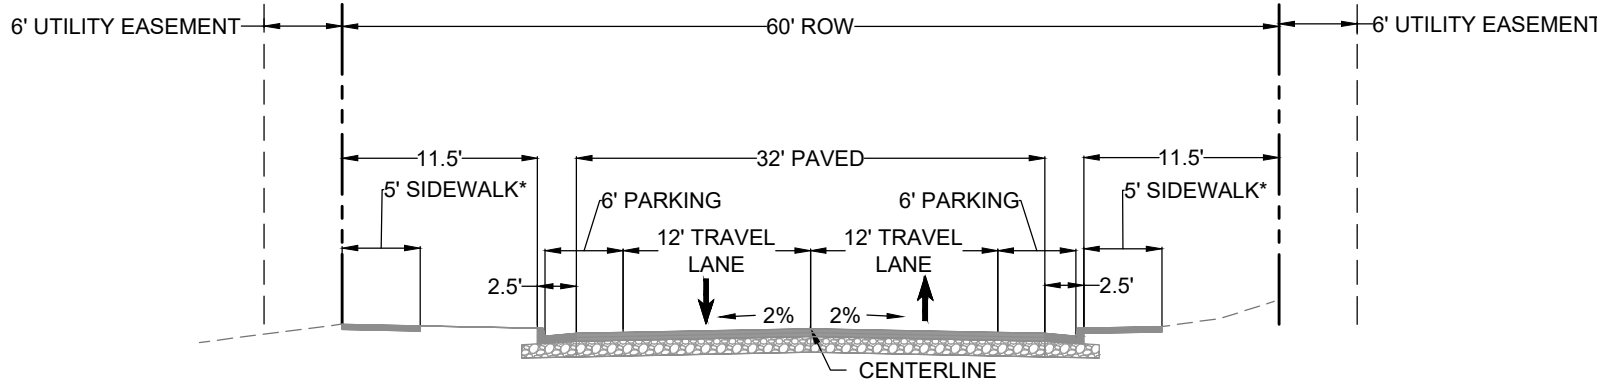 6' UTILITY EASEMENT
60' ROW
6' UTILITY EASEMENT
11.5'
32' PAVED
11.5'
5' SIDEWALK*
5' SIDEWALK*
6' PARKING
6' PARKING
12' TRAVEL
LANE
12' TRAVEL
LANE
2.5'
2.5'
2%
2%
CENTERLINE